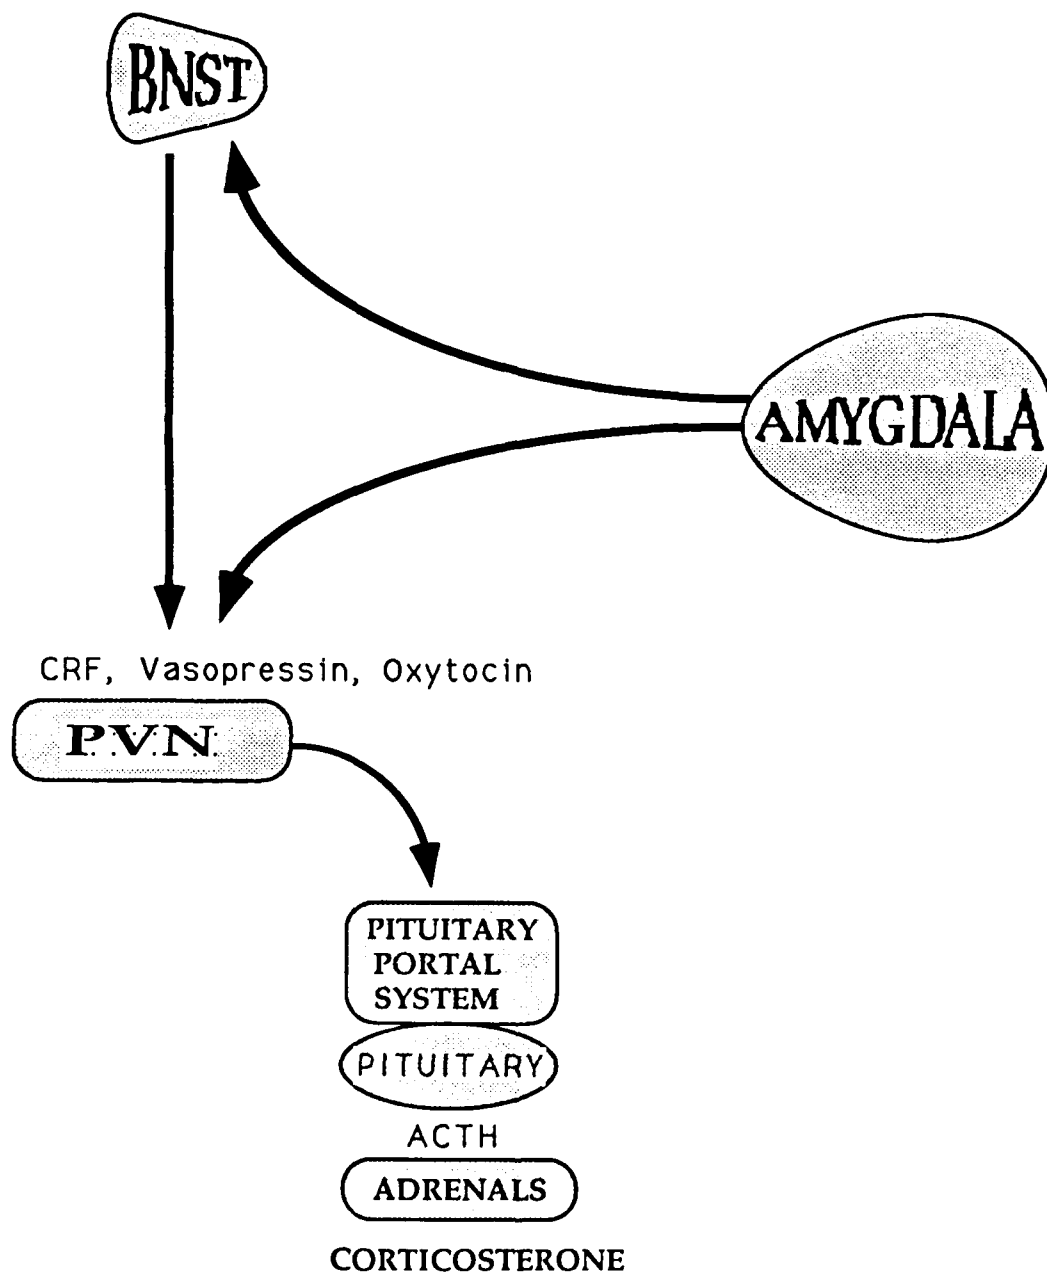 BNST
AMYGDALA
CRF, Vasopressin, Oxytocin
P.V.N.
PITUITARY
PORTAL
SYSTEM
PITUITARY
ACTH
ADRENALS
CORTICOSTERONE